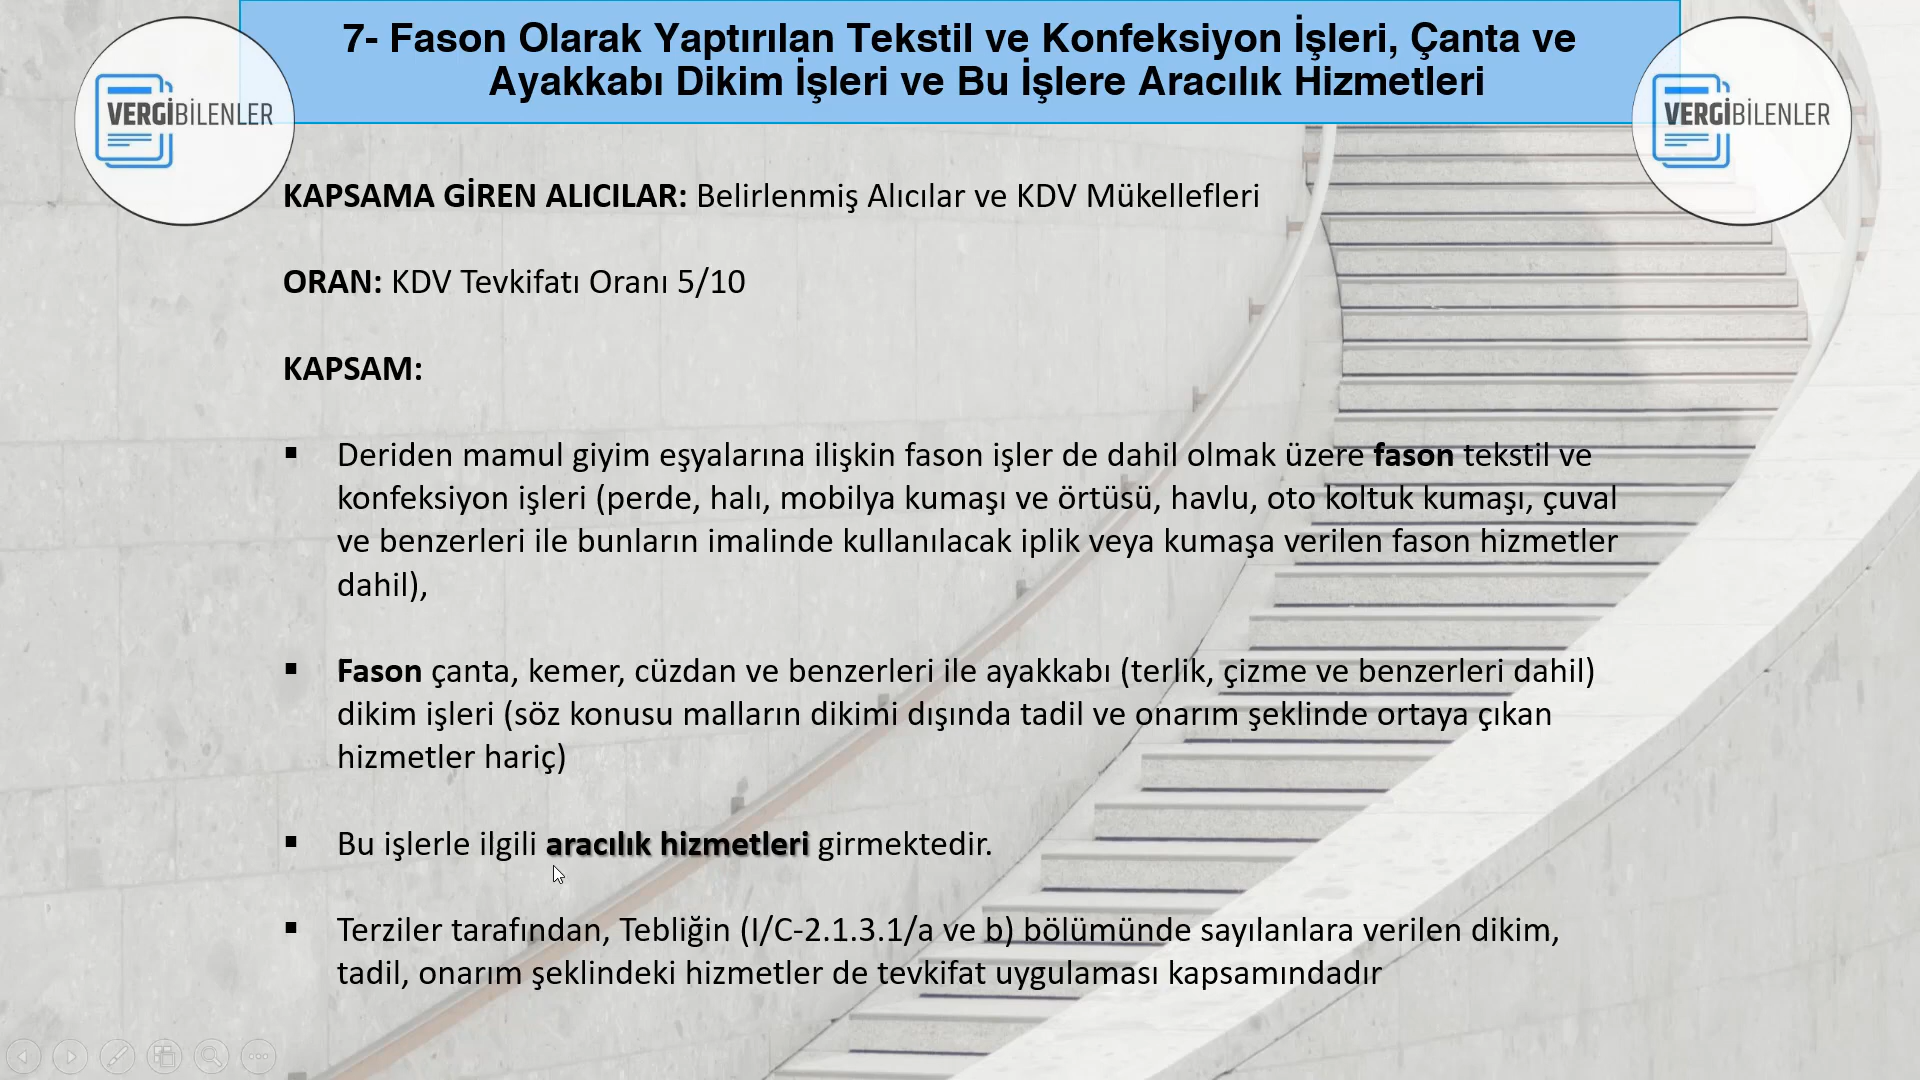 7- Fason Olarak Yaptırılan Tekstil ve Konfeksiyon İşleri, Çanta ve
Ayakkabı Dikim İşleri ve Bu İşlere Aracılık Hizmetleri
VERGİBİLENLER
VERGİBİLENLER
KAPSAMA GİREN ALICILAR: Belirlenmiş Alıcılar ve KDV Mükellefleri
ORAN: KDV Tevkifatı Oranı 5/10
KAPSAM:
▪ Deriden mamul giyim eşyalarına ilişkin fason işler de dahil olmak üzere fason tekstil ve
konfeksiyon işleri (perde, halı, mobilya kumaşı ve örtüsü, havlu, oto koltuk kumaşı, çuval
ve benzerleri ile bunların imalinde kullanılacak iplik veya kumaşa verilen fason hizmetler
dahil),
▪ Fason çanta, kemer, cüzdan ve benzerleri ile ayakkabı (terlik, çizme ve benzerleri dahil)
dikim işleri (söz konusu malların dikimi dışında tadil ve onarım şeklinde ortaya çıkan
hizmetler hariç)
▪ Bu işlerle ilgili aracılık hizmetleri girmektedir.
▪ Terziler tarafından, Tebliğin (I/C-2.1.3.1/a ve b) bölümünde sayılanlara verilen dikim,
tadil, onarım şeklindeki hizmetler de tevkifat uygulaması kapsamındadır